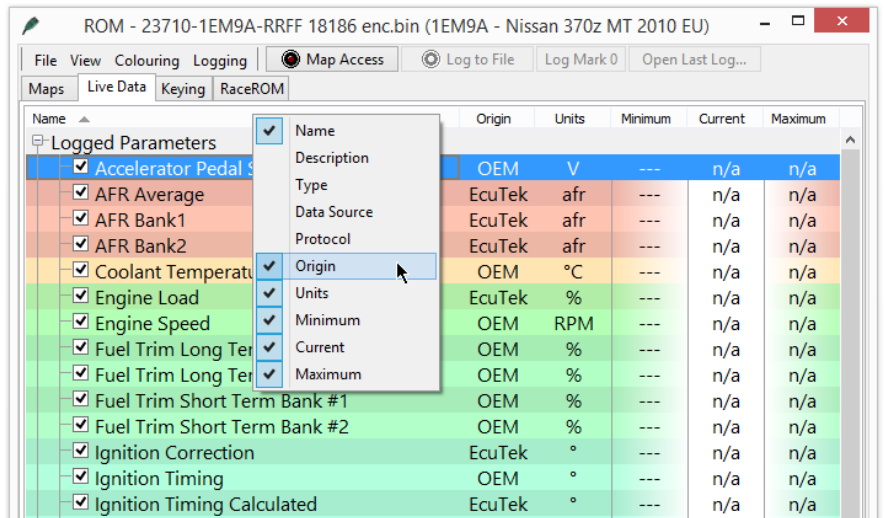 ROM - 23710-1EM9A-RRFF 18186 enc.bin (1EM9A - Nissan 370z MT 2010 EU)
File View Colouring Logging Map Access Log to File Log Mark 0 Open Last Log...
Maps Live Data Keying RaceROM
Name Origin Units Minimum Current Maximum
Logged Parameters
Accelerator Pedal S OEM V --- n/a n/a
AFR Average EcuTek afr --- n/a n/a
AFR Bank1 EcuTek afr --- n/a n/a
AFR Bank2 EcuTek afr --- n/a n/a
Coolant Temperatu OEM °C --- n/a n/a
Engine Load EcuTek % --- n/a n/a
Engine Speed OEM RPM --- n/a n/a
Fuel Trim Long Ter OEM % --- n/a n/a
Fuel Trim Long Ter OEM % --- n/a n/a
Fuel Trim Short Term Bank #1 OEM % --- n/a n/a
Fuel Trim Short Term Bank #2 OEM % --- n/a n/a
Ignition Correction EcuTek ° --- n/a n/a
Ignition Timing OEM ° --- n/a n/a
Ignition Timing Calculated EcuTek ° --- n/a n/a
Name
Description
Type
Data Source
Protocol
Origin
Units
Minimum
Current
Maximum